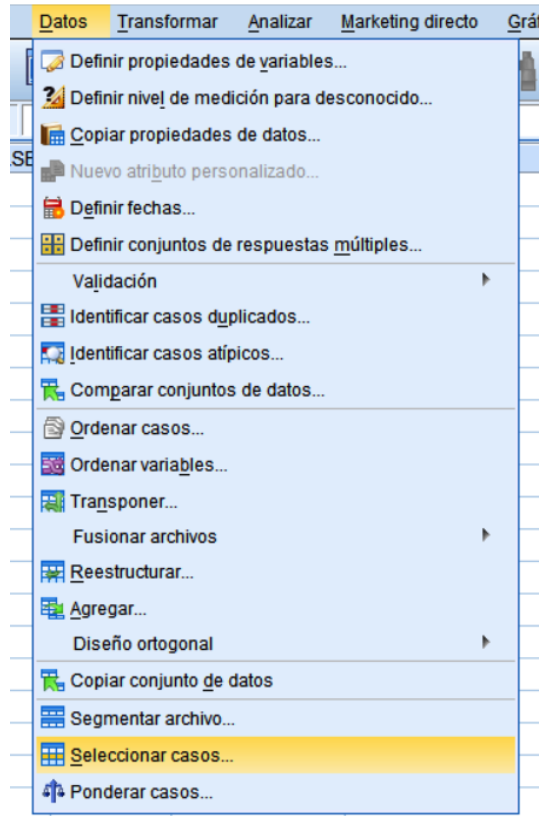 Datos Transformar Analizar Marketing directo Grá
Definir propiedades de variables...
Definir nivel de medición para desconocido...
Copiar propiedades de datos...
SE
Nuevo atributo personalizado...
Definir fechas...
Definir conjuntos de respuestas múltiples...
Validación
Identificar casos duplicados...
Identificar casos atípicos...
Comparar conjuntos de datos...
Ordenar casos...
Ordenar variables...
Transponer...
Fusionar archivos
Reestructurar...
Agregar...
Diseño ortogonal
Copiar conjunto de datos
Segmentar archivo...
Seleccionar casos...
Ponderar casos...